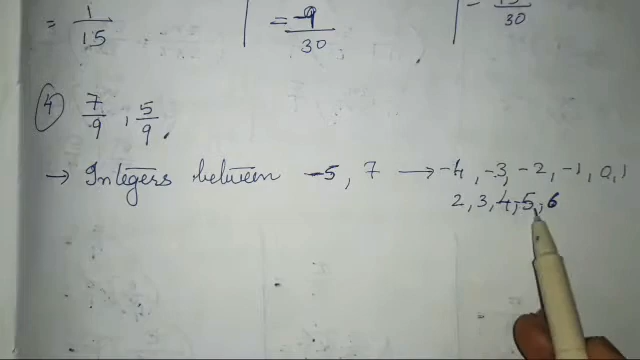 = 1/15 = -9/30
30
4 7/9 , 5/9.
→ Integers between -5, 7 → -4, -3, -2, -1, 0, 1
2, 3, 4, 5, 6